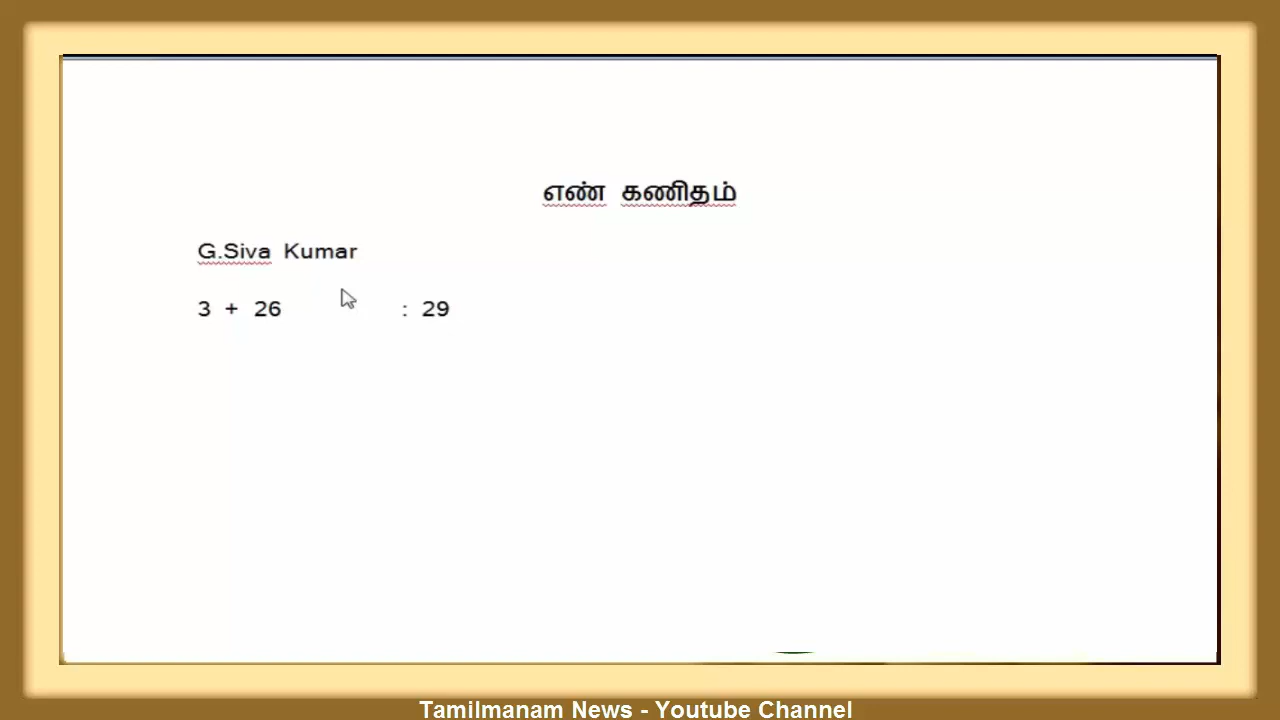 எண் கணிதம்
G.Siva Kumar
3 + 26 : 29
Tamilmanam News - Youtube Channel